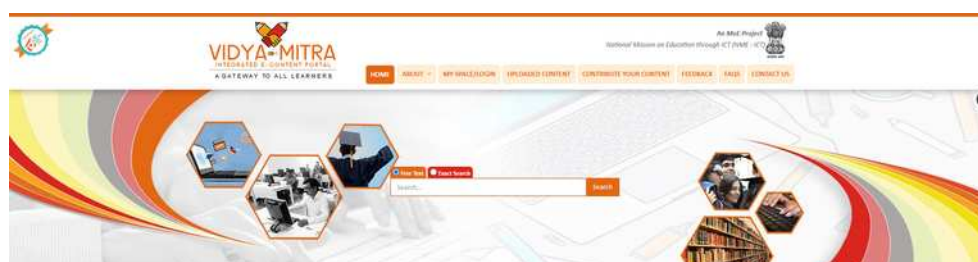 VIDYA-MITRA
INTEGRATED E-CONTENT PORTAL
A GATEWAY TO ALL LEARNERS
An MoE Project
National Mission on Education through ICT (NME - ICT)
HOME ABOUT MY SPACE/LOGIN UPLOADED CONTENT CONTRIBUTE YOUR CONTENT FEEDBACK FAQS CONTACT US
Free Text Exact Search
Search... Search